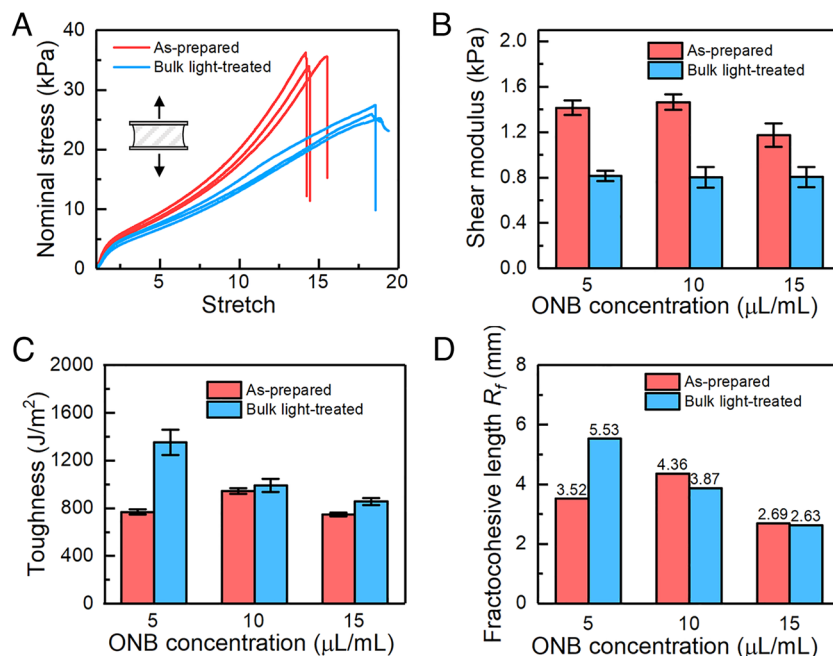 A
As-prepared
Bulk light-treated
Nominal stress (kPa)
40
35
30
25
20
15
10
5
0
5
10
15
20
Stretch
B
As-prepared
Bulk light-treated
Shear modulus (kPa)
2.0
1.6
1.2
0.8
0.4
0.0
5
10
15
ONB concentration (μL/mL)
C
As-prepared
Bulk light-treated
Toughness (J/m²)
2000
1600
1200
800
400
0
5
10
15
ONB concentration (μL/mL)
D
As-prepared
Bulk light-treated
Fractocohesive length Rf (mm)
8
6
4
2
0
3.52
5.53
4.36
3.87
2.69
2.63
5
10
15
ONB concentration (μL/mL)